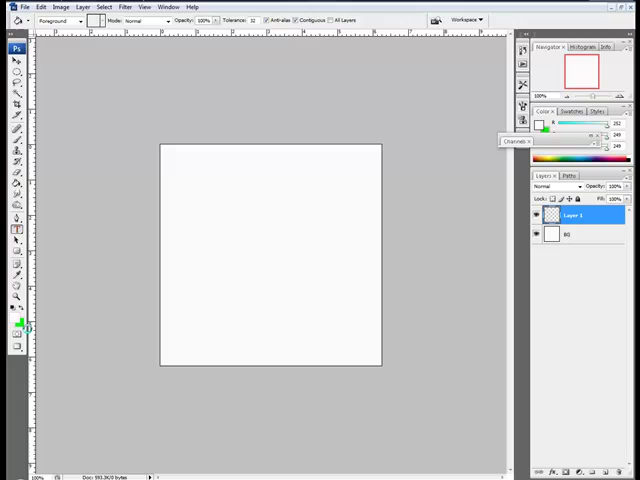 File Edit Image Layer Select Filter View Window Help
Foreground Mode: Normal Opacity: 100% Tolerance: 32 Anti-alias Contiguous All Layers Workspace
Ps
Navigator Histogram Info
100%
Color Swatches Styles
R 252
249
249
Channels
Layers Paths
Normal Opacity: 100%
Lock: Fill: 100%
Layer 1
BG
100% Doc: 593.3K/0 bytes